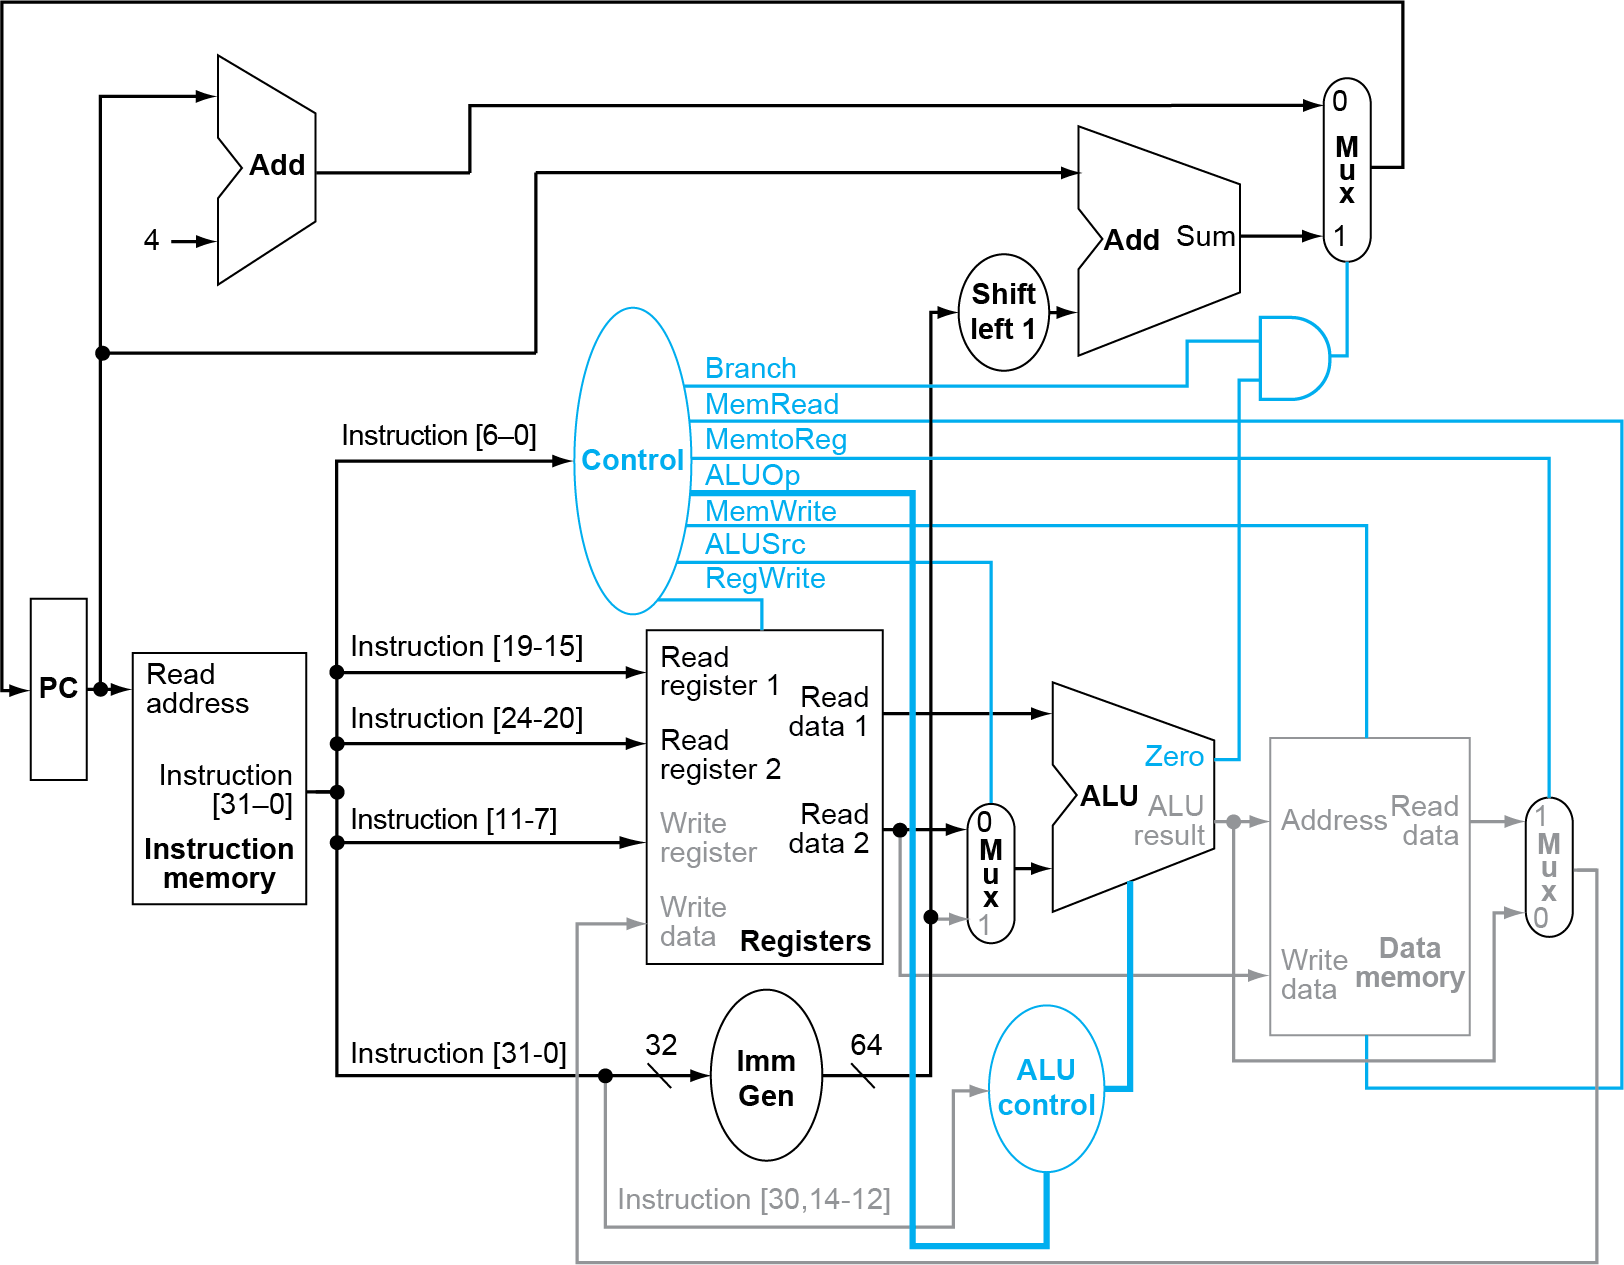 0
M
u
x
1
Add
4
Add Sum
Shift
left 1
Branch
MemRead
MemtoReg
ALUOp
MemWrite
ALUSrc
RegWrite
Instruction [6–0]
Control
PC
Read
address
Instruction
[31–0]
Instruction
memory
Instruction [19-15]
Instruction [24-20]
Instruction [11-7]
Instruction [31-0]
Read
register 1
Read
register 2
Write
register
Write
data
Read
data 1
Read
data 2
Registers
0
M
u
x
1
Zero
ALU
ALU
result
Address
Read
data
Write
data
Data
memory
1
M
u
x
0
32
Imm
Gen
64
ALU
control
Instruction [30,14-12]